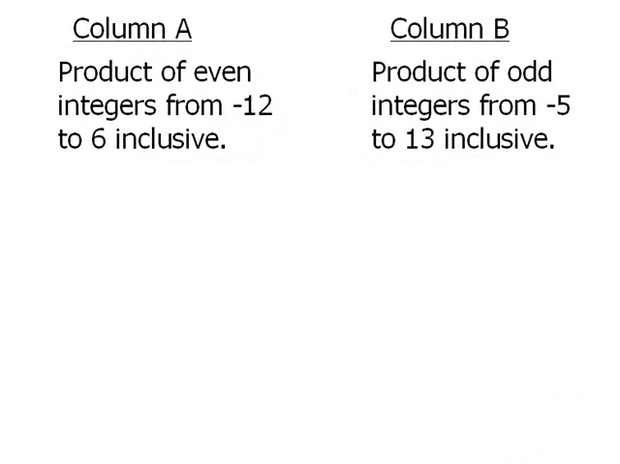 Column A
Product of even
integers from -12
to 6 inclusive.
Column B
Product of odd
integers from -5
to 13 inclusive.